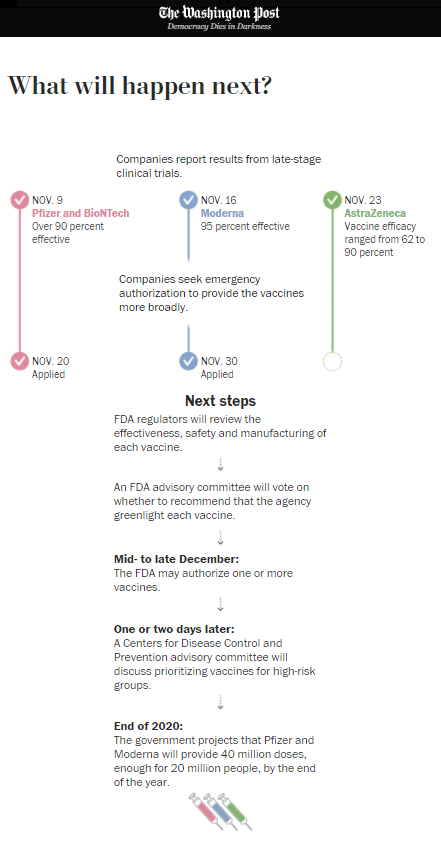 The Washington Post
Democracy Dies in Darkness
What will happen next?
Companies report results from late-stage
clinical trials.
NOV. 9
Pfizer and BioNTech
Over 90 percent
effective
NOV. 16
Moderna
95 percent effective
NOV. 23
AstraZeneca
Vaccine efficacy
ranged from 62 to
90 percent
Companies seek emergency
authorization to provide the vaccines
more broadly.
NOV. 20
Applied
NOV. 30
Applied
Next steps
FDA regulators will review the
effectiveness, safety and manufacturing of
each vaccine.
An FDA advisory committee will vote on
whether to recommend that the agency
greenlight each vaccine.
Mid- to late December:
The FDA may authorize one or more
vaccines.
One or two days later:
A Centers for Disease Control and
Prevention advisory committee will
discuss prioritizing vaccines for high-risk
groups.
End of 2020:
The government projects that Pfizer and
Moderna will provide 40 million doses,
enough for 20 million people, by the end
of the year.